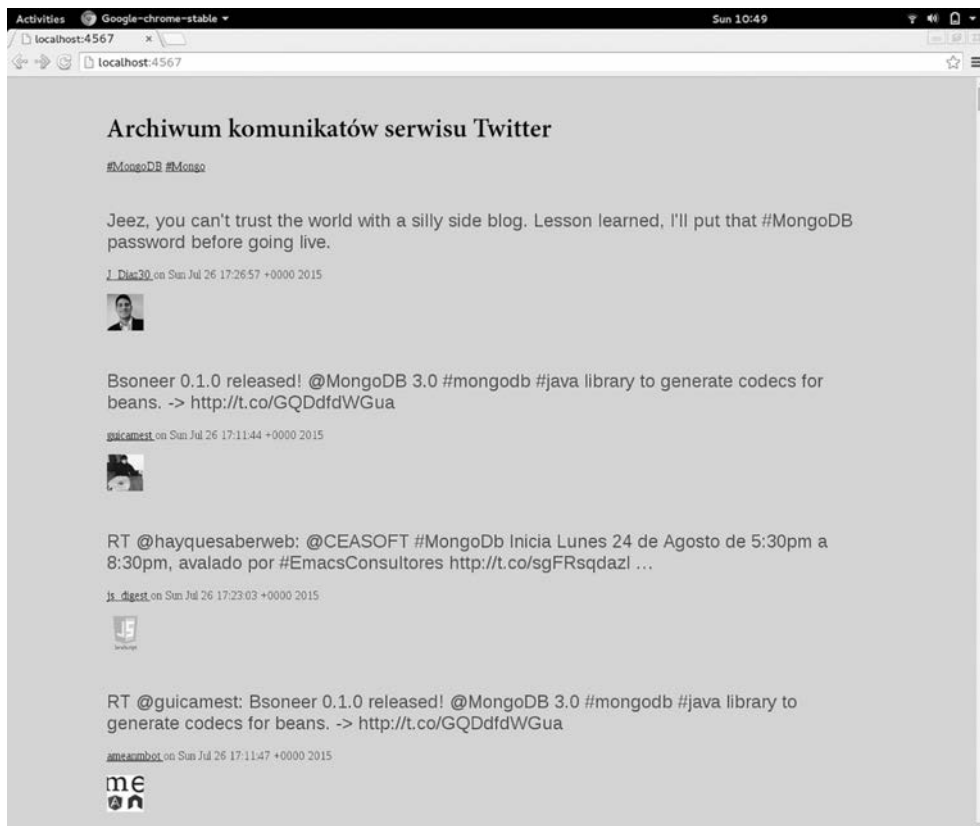 Activities Google-chrome-stable Sun 10:49
localhost:4567 ×
localhost:4567
Archiwum komunikatów serwisu Twitter
#MongoDB #Mongo
Jeez, you can't trust the world with a silly side blog. Lesson learned, I'll put that #MongoDB
password before going live.
J_Diaz30 on Sun Jul 26 17:26:57 +0000 2015
Bsoneer 0.1.0 released! @MongoDB 3.0 #mongodb #java library to generate codecs for
beans. -> http://t.co/GQDdfdWGua
guicamest on Sun Jul 26 17:11:44 +0000 2015
RT @hayquesaberweb: @CEASOFT #MongoDb Inicia Lunes 24 de Agosto de 5:30pm a
8:30pm, avalado por #EmacsConsultores http://t.co/sgFRsqdazl …
js_digest on Sun Jul 26 17:23:03 +0000 2015
JS
JavaScript
RT @guicamest: Bsoneer 0.1.0 released! @MongoDB 3.0 #mongodb #java library to
generate codecs for beans. -> http://t.co/GQDdfdWGua
ameanmbot on Sun Jul 26 17:11:47 +0000 2015
me